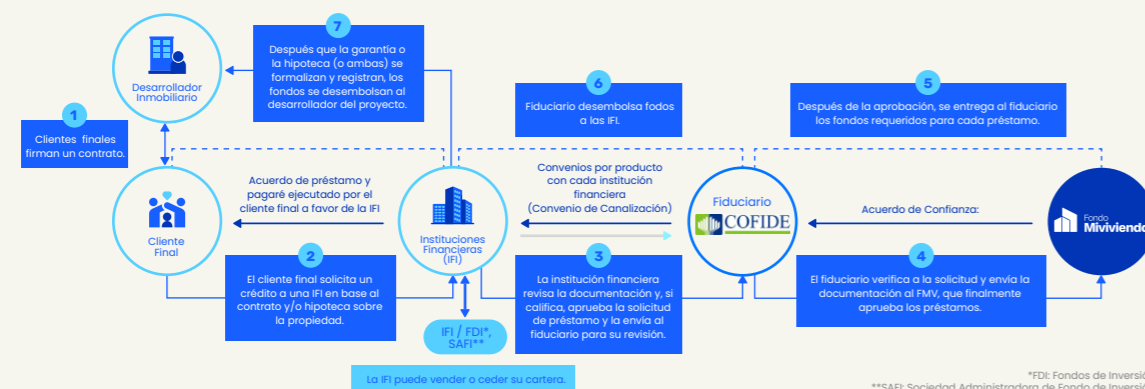 7
Después que la garantía o
la hipoteca (o ambas) se
formalizan y registran, los
fondos se desembolsan al
desarrollador del proyecto.
Desarrollador
Inmobiliario
1
Clientes finales
firman un contrato.
6
Fiduciario desembolsa fodos
a las IFI.
5
Después de la aprobación, se entrega al fiduciario
los fondos requeridos para cada préstamo.
Cliente
Final
Acuerdo de préstamo y
pagaré ejecutado por el
cliente final a favor de la IFI
Instituciones
Financieras
(IFI)
Convenios por producto
con cada institución
financiera
(Convenio de Canalización)
Fiduciario
COFIDE
Acuerdo de Confianza:
Fondo
Mivivienda
2
El cliente final solicita un
crédito a una IFI en base al
contrato y/o hipoteca sobre
la propiedad.
3
La institución financiera
revisa la documentación y, si
califica, aprueba la solicitud
de préstamo y la envía al
fiduciario para su revisión.
4
El fiduciario verifica a la solicitud y envía la
documentación al FMV, que finalmente
aprueba los préstamos.
IFI / FDI*,
SAFI**
La IFI puede vender o ceder su cartera.
*FDI: Fondos de Inversió
**SAFI: Sociedad Administradora de Fondo de Inversió